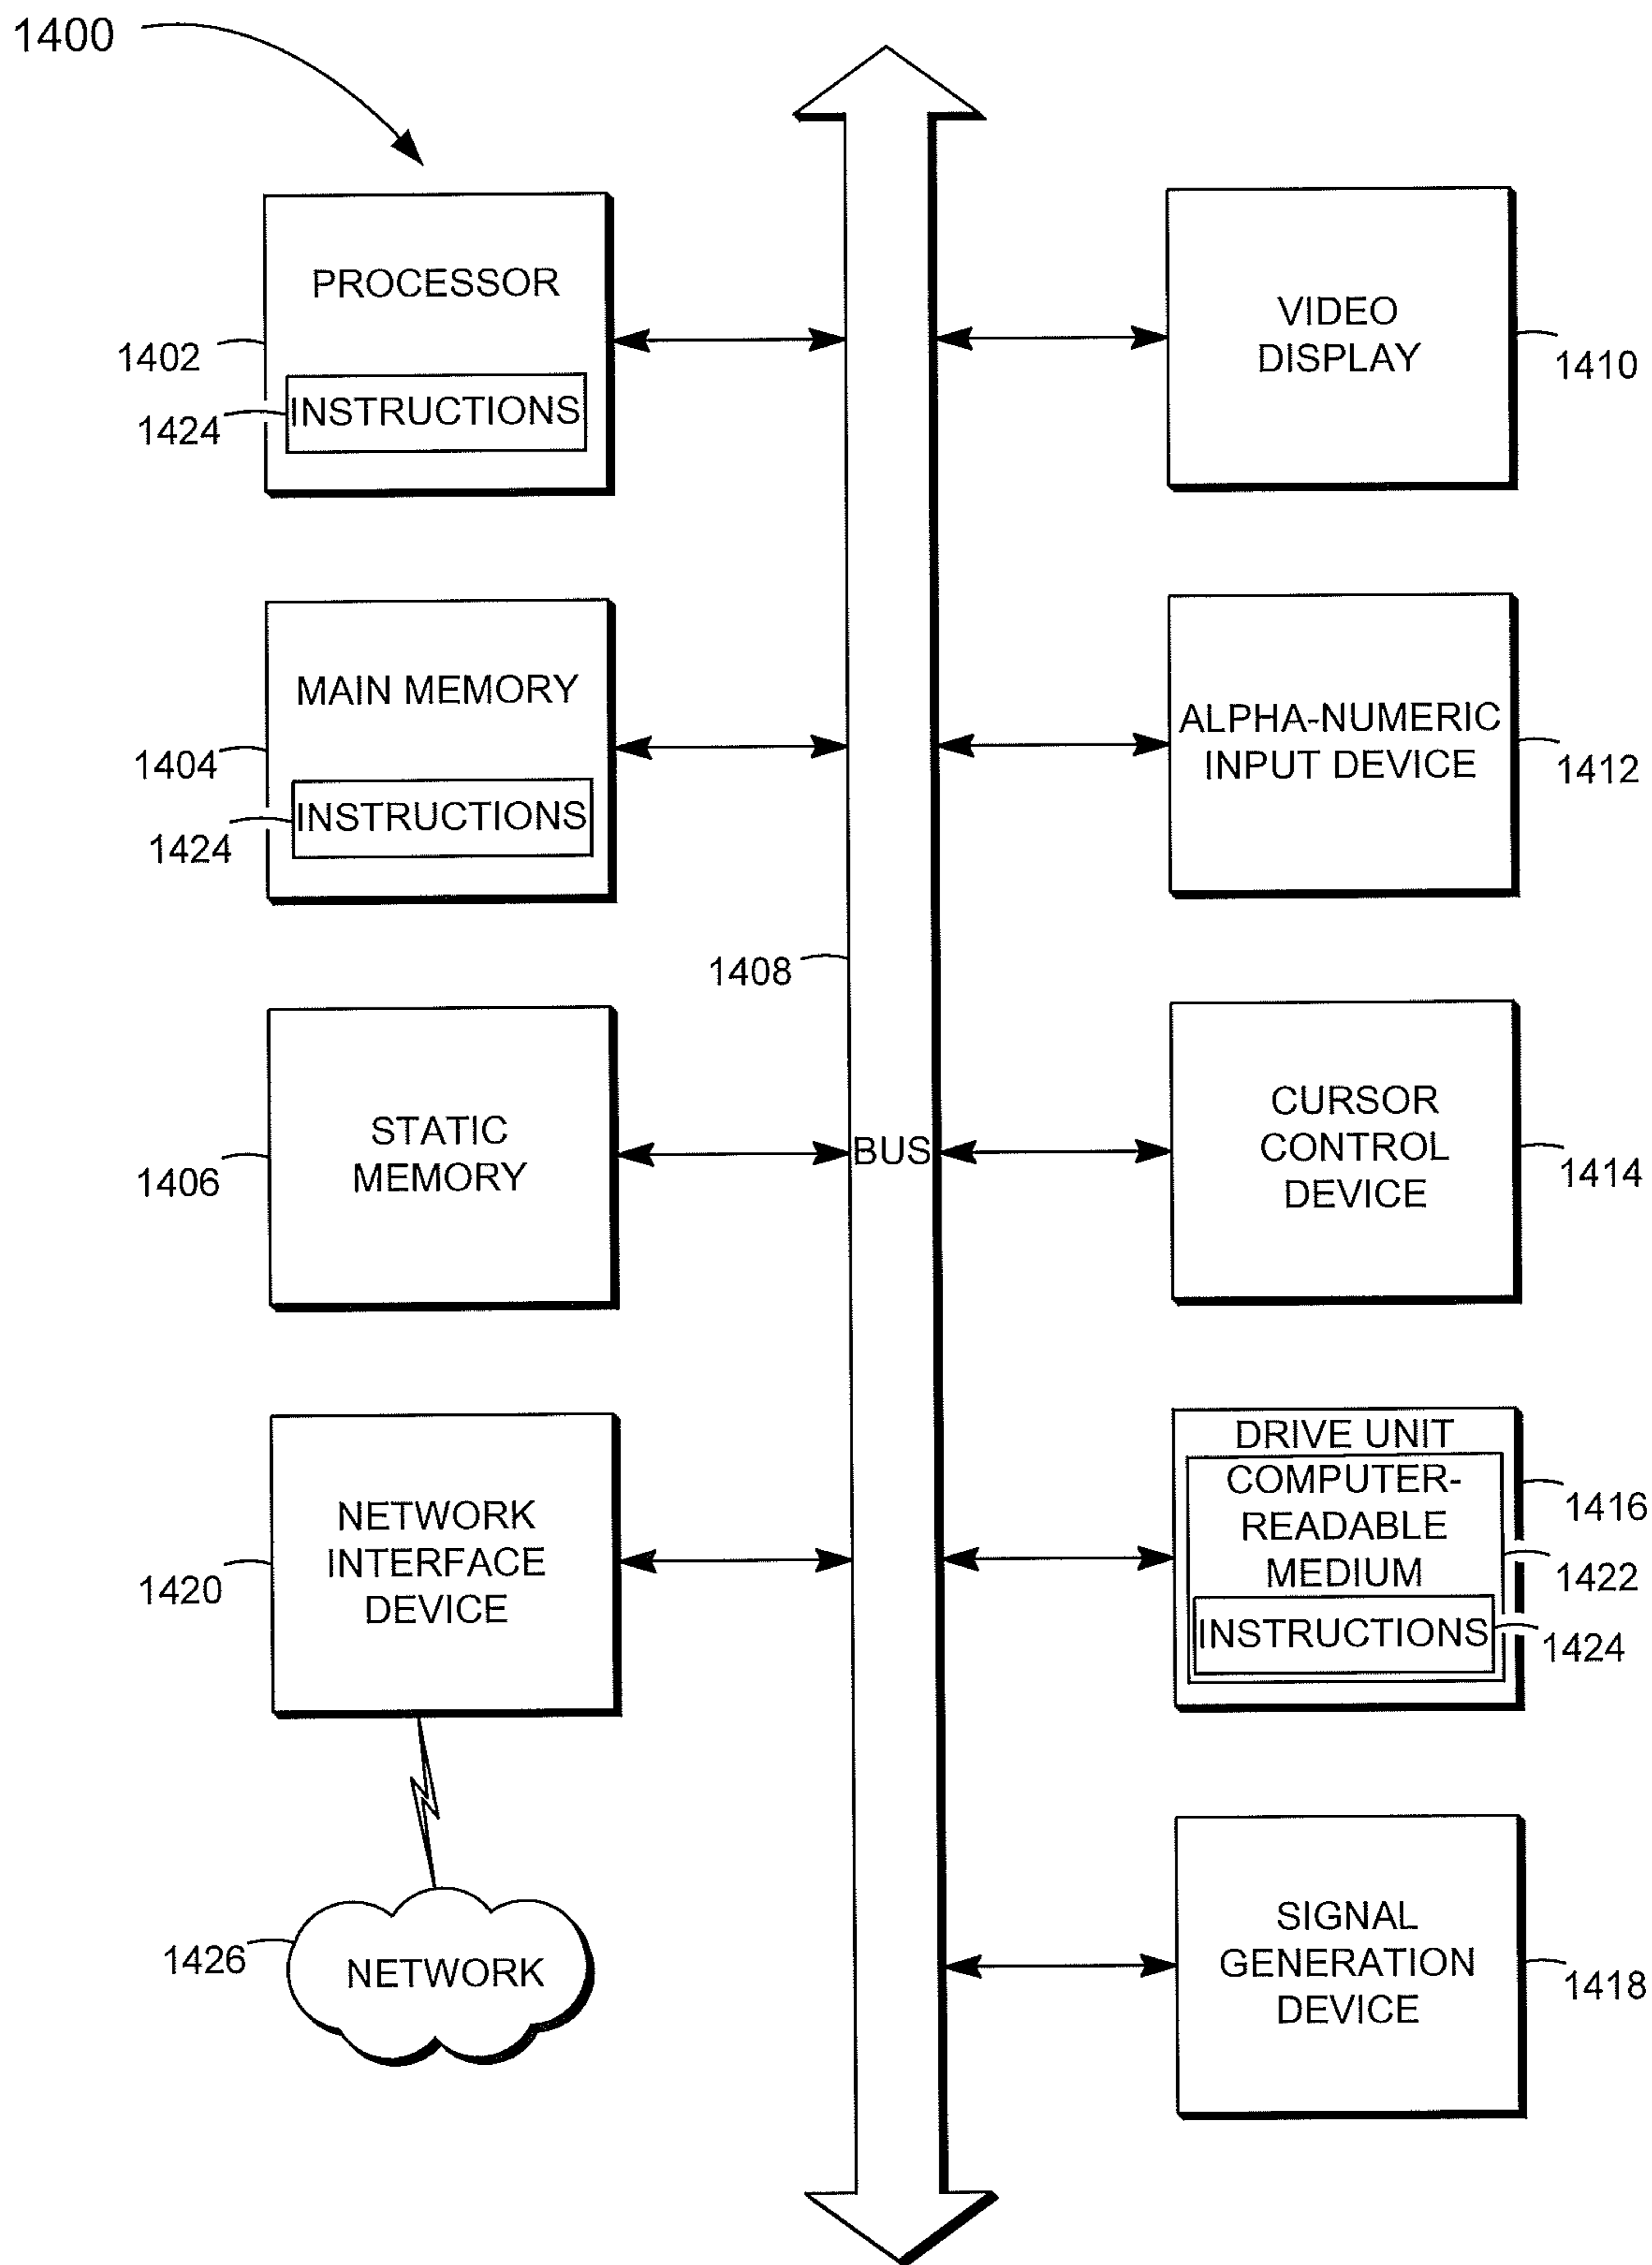 1400
PROCESSOR
1402
INSTRUCTIONS
1424
MAIN MEMORY
1404
INSTRUCTIONS
1424
1408
STATIC
MEMORY
1406
NETWORK
INTERFACE
DEVICE
1420
NETWORK
1426
BUS
VIDEO
DISPLAY
1410
ALPHA-NUMERIC
INPUT DEVICE
1412
CURSOR
CONTROL
DEVICE
1414
DRIVE UNIT
COMPUTER-
READABLE
MEDIUM
1416
1422
INSTRUCTIONS
1424
SIGNAL
GENERATION
DEVICE
1418